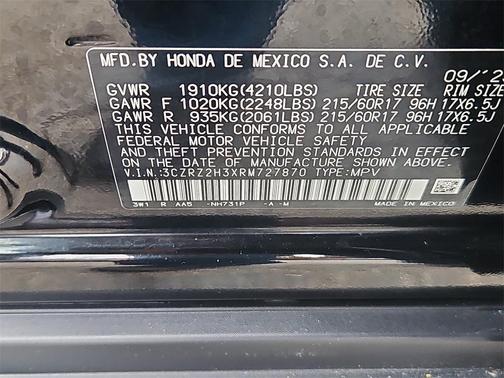 MFD. BY HONDA DE MEXICO S.A. DE C.V.
09/'23
GVWR 1910KG(4210LBS) TIRE SIZE RIM SIZE
GAWR F 1020KG(2248LBS) 215/60R17 96H 17X6.5J
GAWR R 935KG(2061LBS) 215/60R17 96H 17X6.5J
THIS VEHICLE CONFORMS TO ALL APPLICABLE
FEDERAL MOTOR VEHICLE SAFETY
AND THEFT PREVENTION STANDARDS IN EFFECT
ON THE DATE OF MANUFACTURE SHOWN ABOVE.
V.I.N.:3CZRZ2H3XRM727870 TYPE:MPV
3W1 R AA5 -NH731P -A-M MADE IN MEXICO